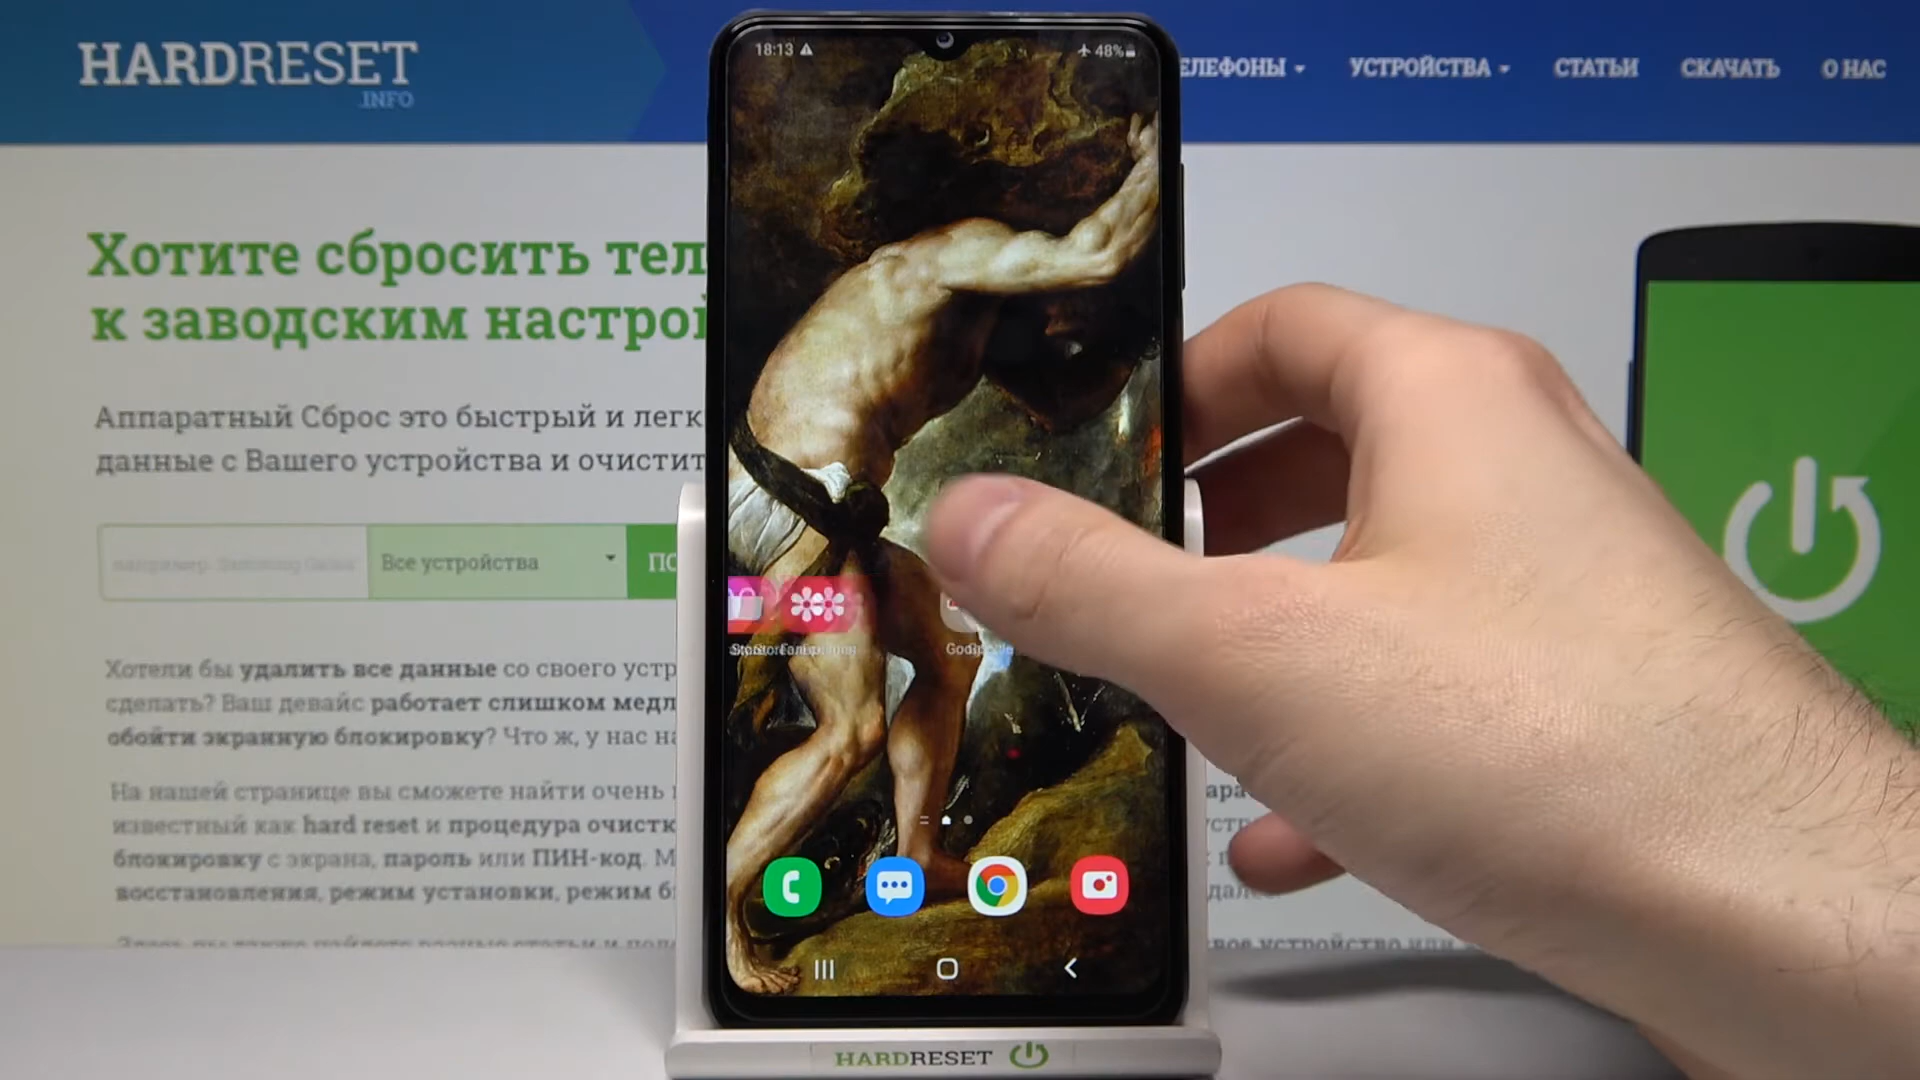 HARDRESET
.INFO
ЕЛЕФОНЫ УСТРОЙСТВА СТАТЬИ СКАЧАТЬ О НАС
18:13 48%
Хотите сбросить тел
к заводским настрой
Аппаратный Сброс это быстрый и легк
данные с Вашего устройства и очистит
Все устройства ПО
Store
Хотели бы удалить все данные со своего устр
сделать? Ваш девайс работает слишком медл
обойти экранную блокировку? Что ж, у нас на
На нашей странице вы сможете найти очень
известный как hard reset и процедура очистк
блокировку с экрана, пароль или ПИН-код. М
восстановления, режим установки, режим б
HARDRESET